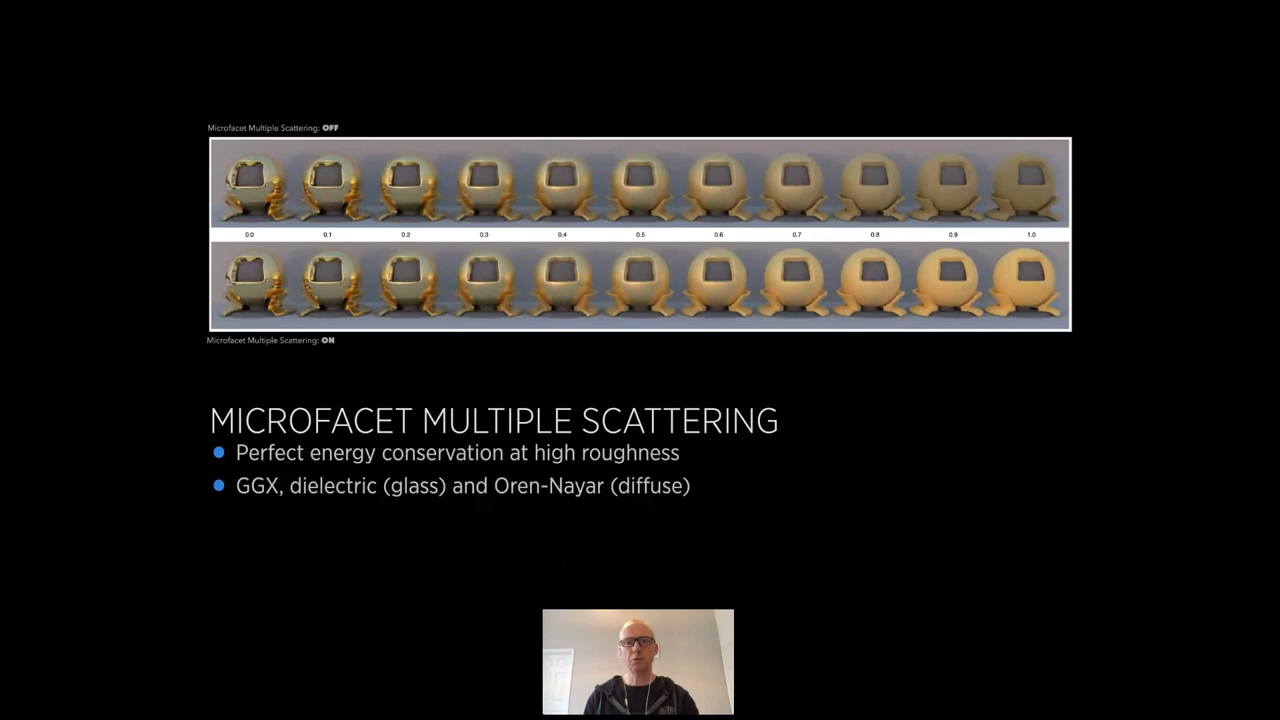 Microfacet Multiple Scattering: OFF
0.0 0.1 0.2 0.3 0.4 0.5 0.6 0.7 0.8 0.9 1.0
Microfacet Multiple Scattering: ON
MICROFACET MULTIPLE SCATTERING
Perfect energy conservation at high roughness
GGX, dielectric (glass) and Oren-Nayar (diffuse)